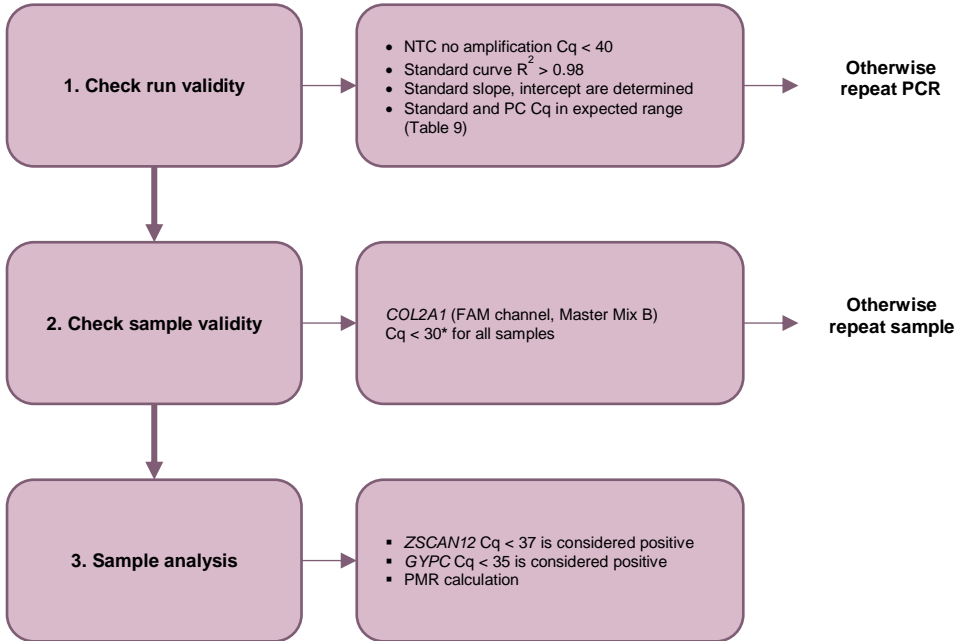 1. Check run validity
• NTC no amplification Cq < 40
• Standard curve R² > 0.98
• Standard slope, intercept are determined
• Standard and PC Cq in expected range
(Table 9)
Otherwise
repeat PCR
2. Check sample validity
COL2A1 (FAM channel, Master Mix B)
Cq < 30* for all samples
Otherwise
repeat sample
3. Sample analysis
▪ ZSCAN12 Cq < 37 is considered positive
▪ GYPC Cq < 35 is considered positive
▪ PMR calculation